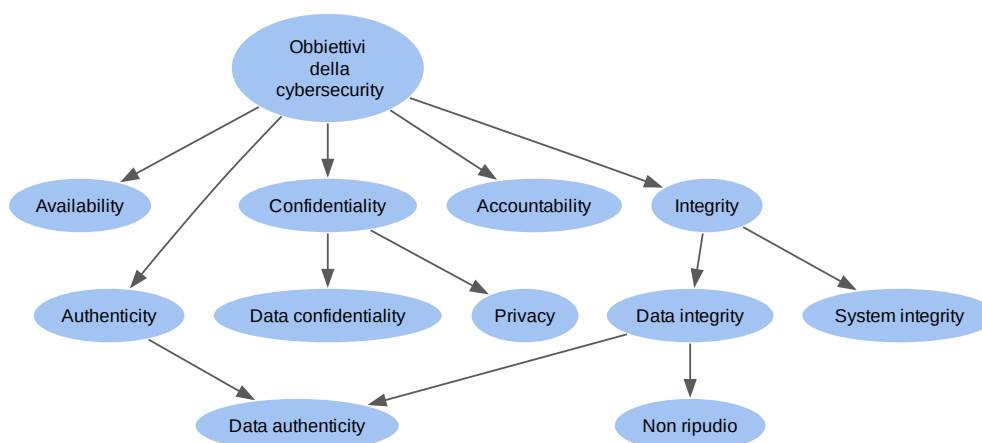 Obbiettivi
della
cybersecurity
Availability
Confidentiality
Accountability
Integrity
Authenticity
Data confidentiality
Privacy
Data integrity
System integrity
Data authenticity
Non ripudio